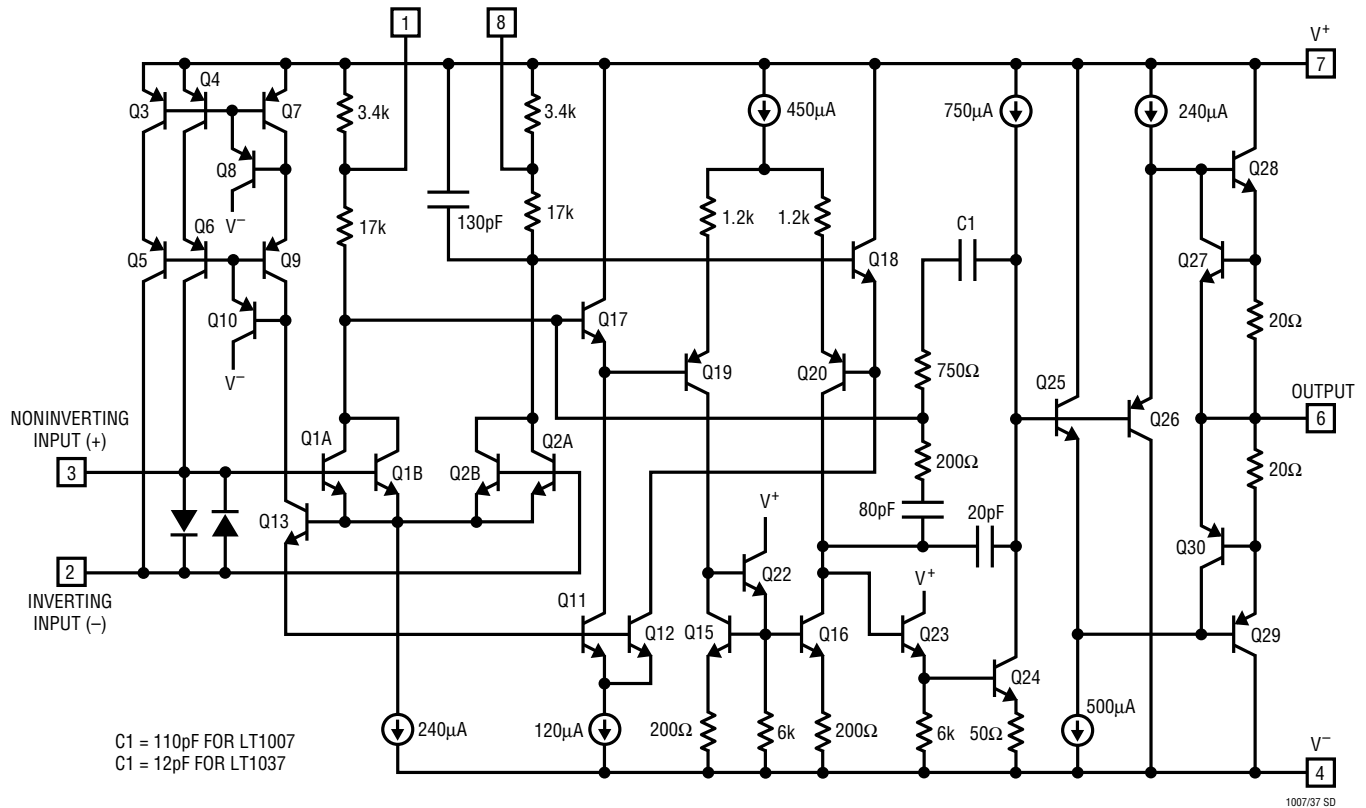 1
8
V+
7
Q3
Q4
Q7
3.4k
3.4k
450µA
750µA
240µA
Q8
Q28
V−
130pF
17k
17k
1.2k
1.2k
C1
Q5
Q6
Q9
Q18
Q27
Q10
Q17
20Ω
V−
Q19
Q20
750Ω
Q25
Q26
OUTPUT
6
NONINVERTING
INPUT (+)
3
Q1A
Q1B
Q2B
Q2A
200Ω
20Ω
Q13
V+
80pF
20pF
Q30
2
INVERTING
INPUT (–)
Q22
V+
Q11
Q12
Q15
Q16
Q23
Q29
Q24
240µA
120µA
200Ω
6k
200Ω
6k
50Ω
500µA
V−
4
C1 = 110pF FOR LT1007
C1 = 12pF FOR LT1037
1007/37 SD